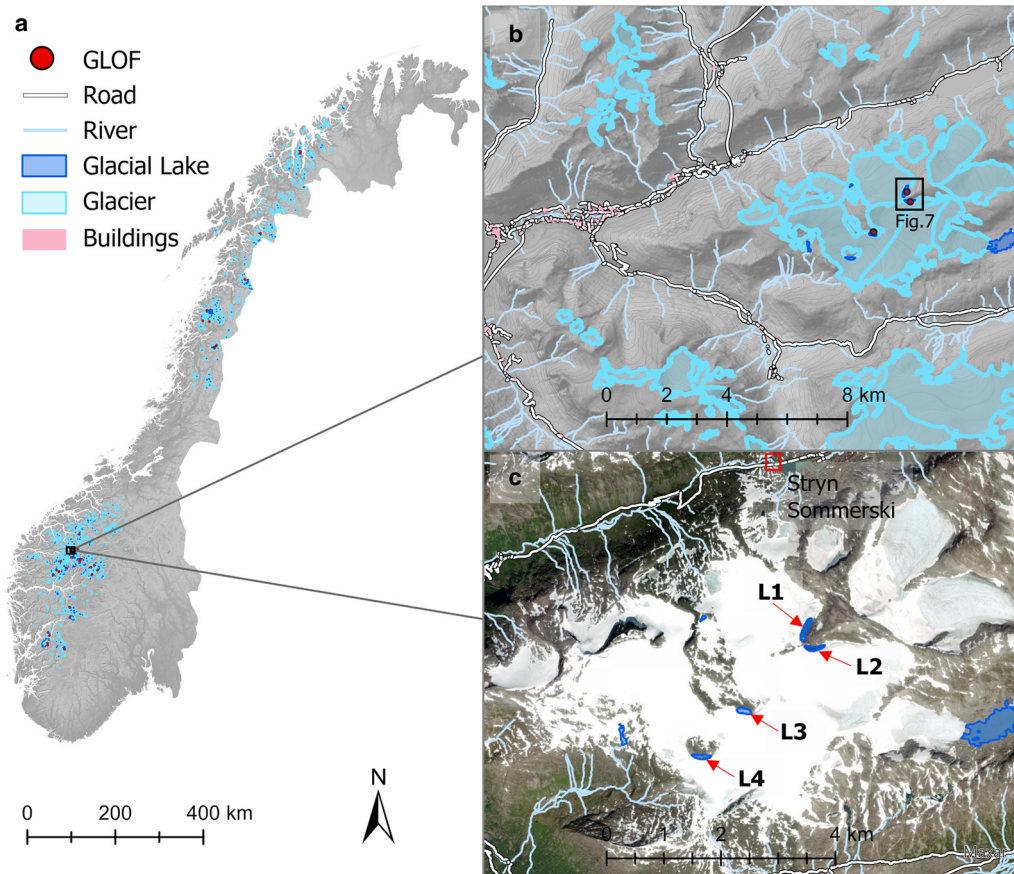 a
GLOF
Road
River
Glacial Lake
Glacier
Buildings
N
0 200 400 km
b
Fig.7
0 2 4 6 8 km
c
Stryn
Sommerski
L1
L2
L3
L4
0 2 4 km
Maxar